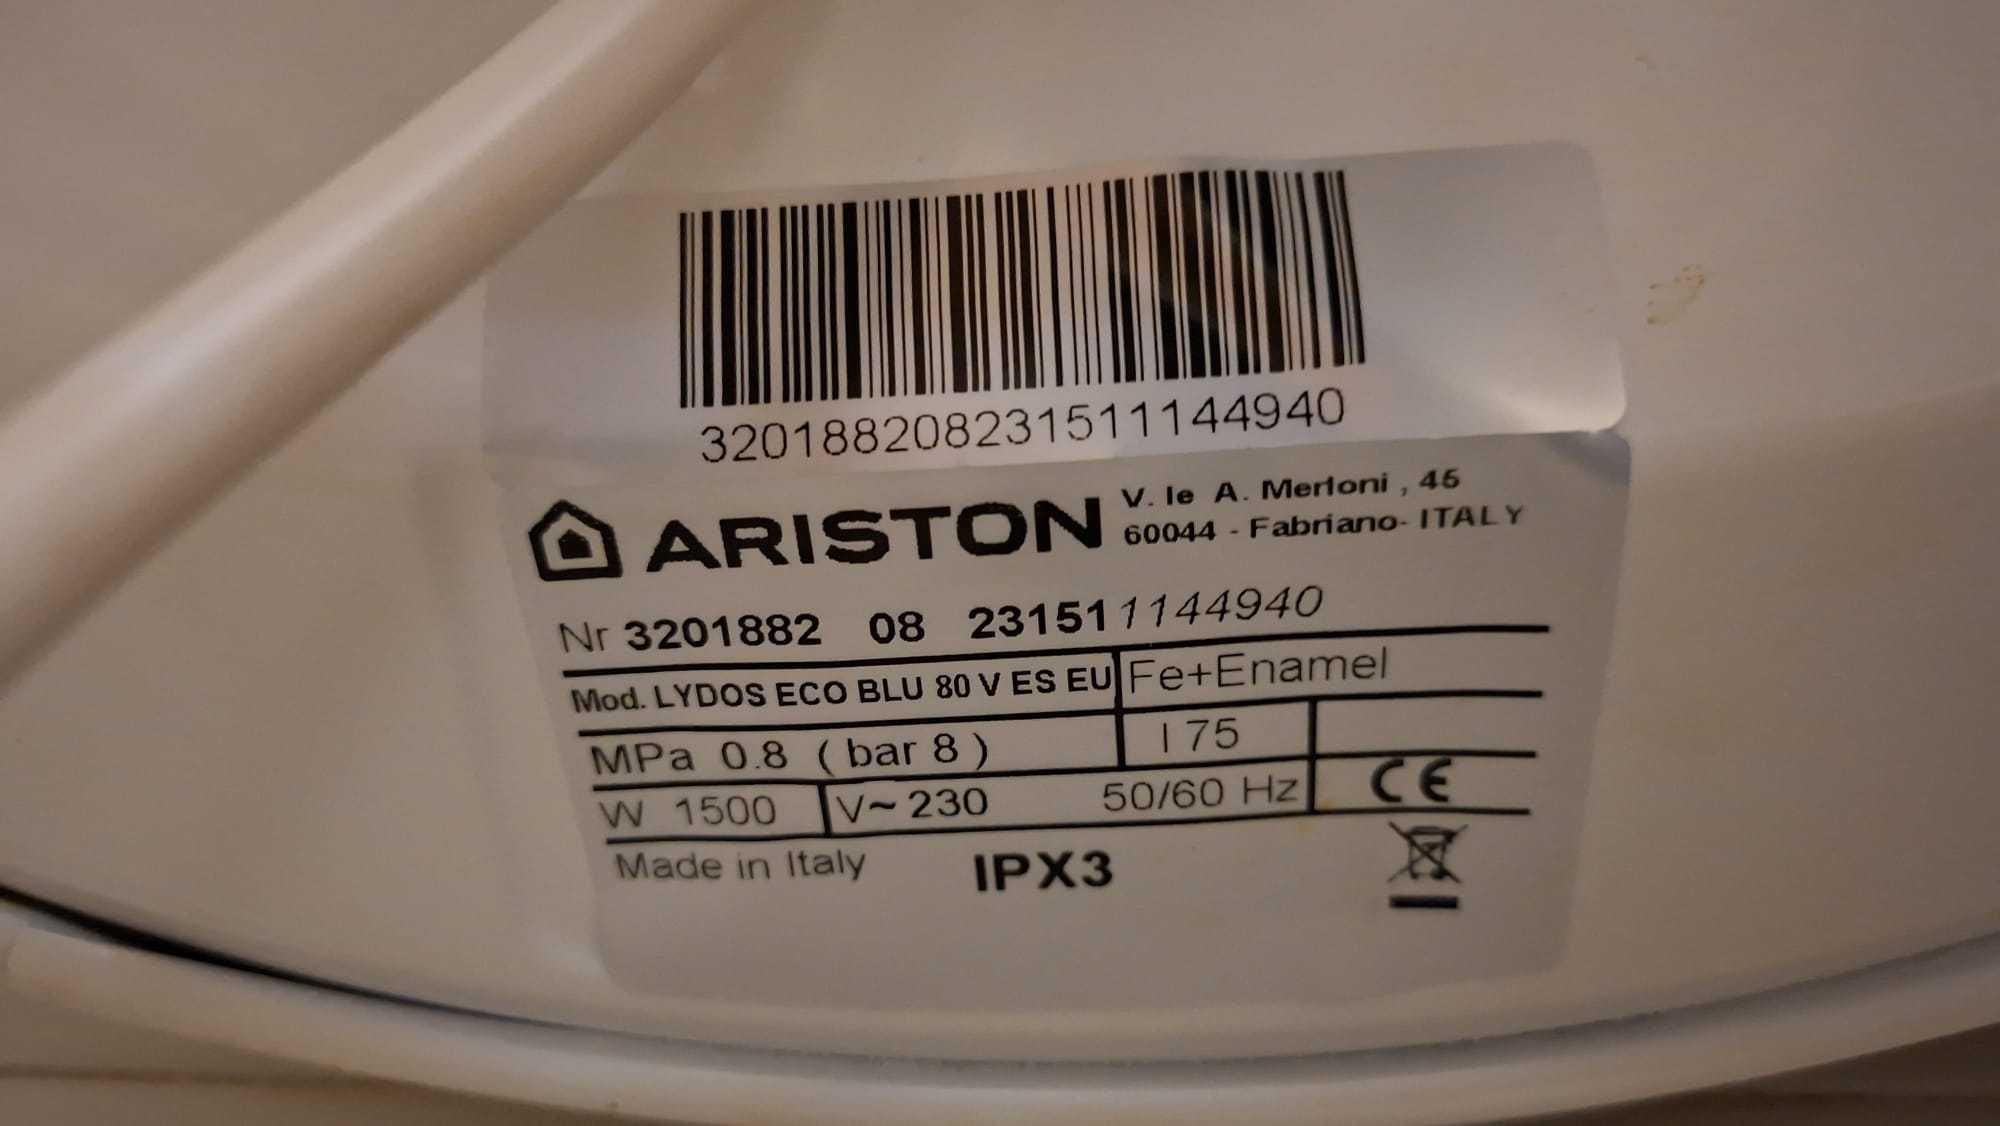 320188208231511144940
ARISTON
V. le A. Merloni , 45
60044 - Fabriano- ITALY
Nr 3201882 08 231511144940
Mod. LYDOS ECO BLU 80 V ES EU Fe+Enamel
MPa 0.8 ( bar 8 ) l 75
W 1500 V~ 230 50/60 Hz CE
Made in Italy IPX3